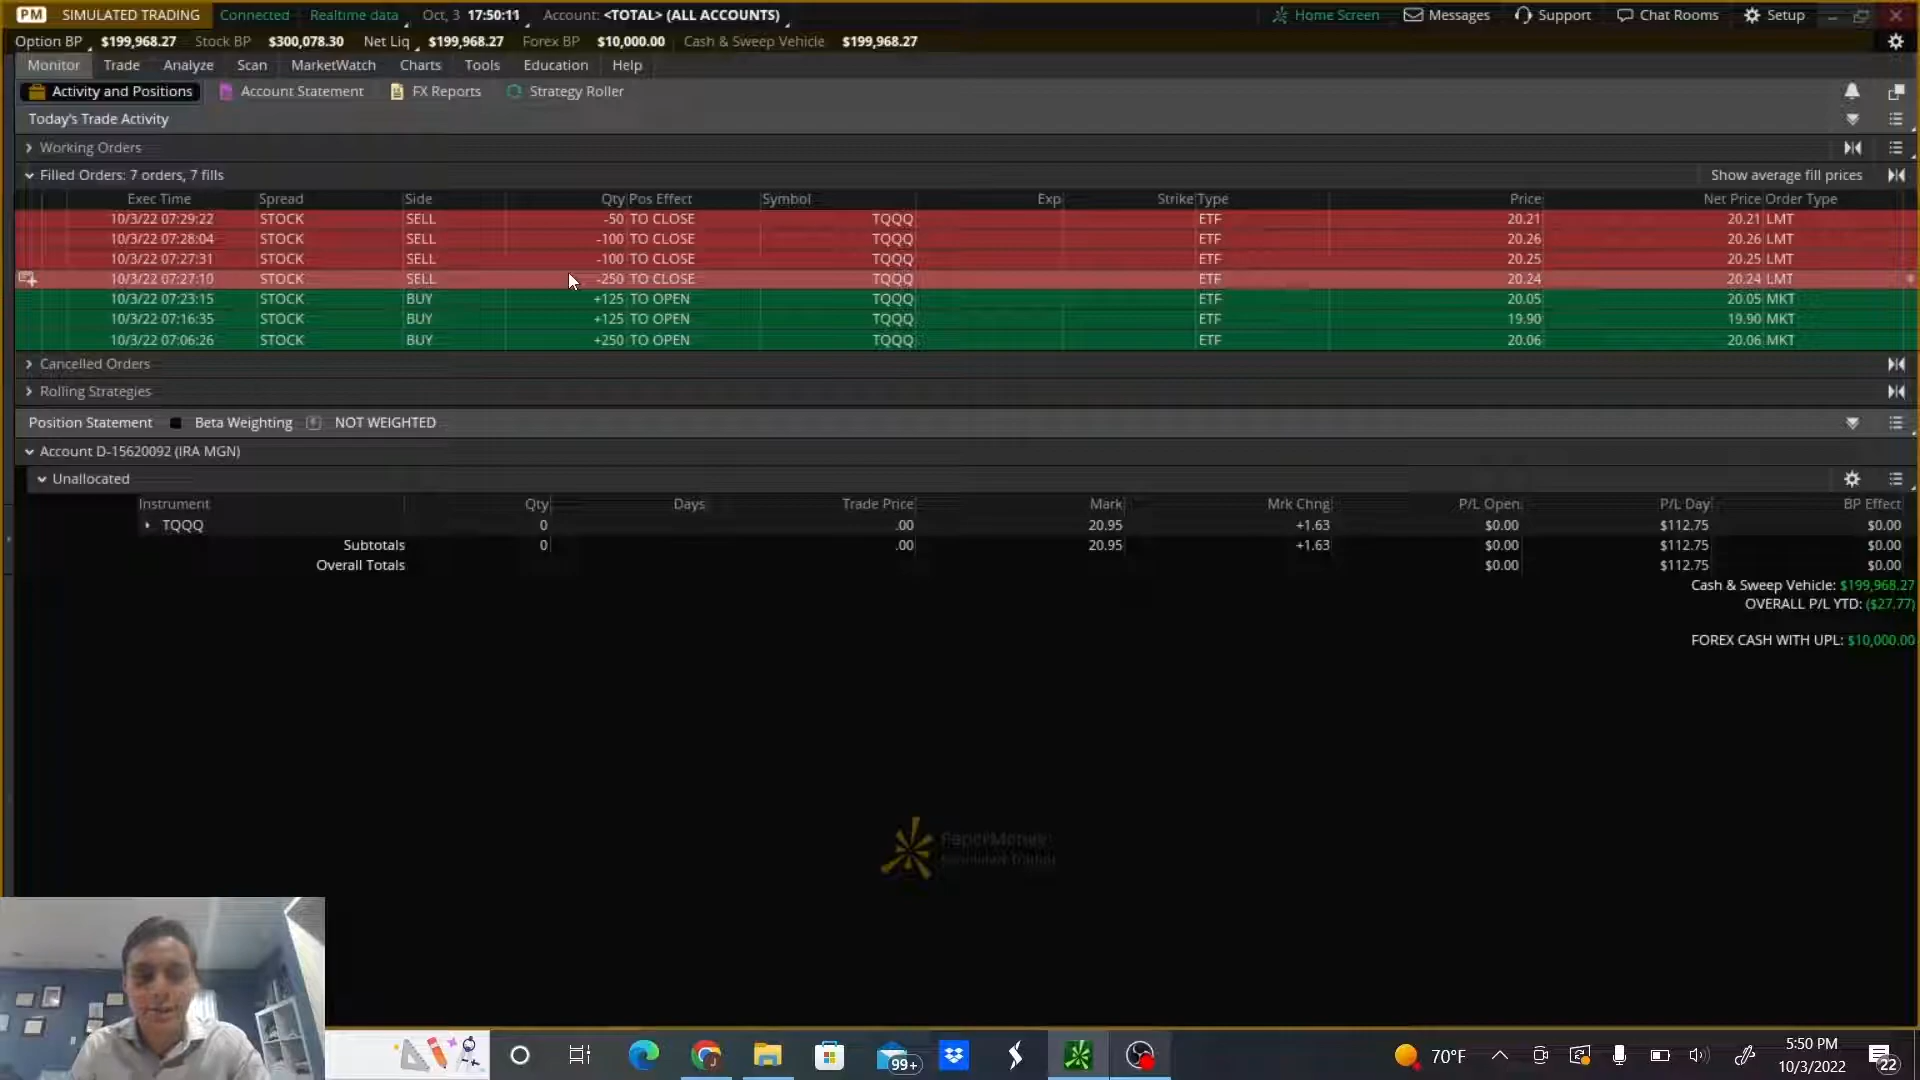 PM SIMULATED TRADING Connected Realtime data Oct, 3 17:50:11 Account: <TOTAL> (ALL ACCOUNTS) Home Screen Messages Support Chat Rooms Setup
Option BP $199,968.27 Stock BP $300,078.30 Net Liq $199,968.27 Forex BP $10,000.00 Cash & Sweep Vehicle $199,968.27
Monitor Trade Analyze Scan MarketWatch Charts Tools Education Help
Activity and Positions Account Statement FX Reports Strategy Roller
Today's Trade Activity
Working Orders
Filled Orders: 7 orders, 7 fills Show average fill prices
Exec Time Spread Side Qty Pos Effect Symbol Exp Strike Type Price Net Price Order Type
10/3/22 07:29:22 STOCK SELL -50 TO CLOSE TQQQ ETF 20.21 20.21 LMT
10/3/22 07:28:04 STOCK SELL -100 TO CLOSE TQQQ ETF 20.26 20.26 LMT
10/3/22 07:27:31 STOCK SELL -100 TO CLOSE TQQQ ETF 20.25 20.25 LMT
10/3/22 07:27:10 STOCK SELL -250 TO CLOSE TQQQ ETF 20.24 20.24 LMT
10/3/22 07:23:15 STOCK BUY +125 TO OPEN TQQQ ETF 20.05 20.05 MKT
10/3/22 07:16:35 STOCK BUY +125 TO OPEN TQQQ ETF 19.90 19.90 MKT
10/3/22 07:06:26 STOCK BUY +250 TO OPEN TQQQ ETF 20.06 20.06 MKT
Cancelled Orders
Rolling Strategies
Position Statement Beta Weighting NOT WEIGHTED
Account D-15620092 (IRA MGN)
Unallocated
Instrument Qty Days Trade Price Mark Mrk Chng P/L Open P/L Day BP Effect
TQQQ 0 .00 20.95 +1.63 $0.00 $112.75 $0.00
Subtotals 0 .00 20.95 +1.63 $0.00 $112.75 $0.00
Overall Totals $0.00 $112.75 $0.00
Cash & Sweep Vehicle: $199,968.27
OVERALL P/L YTD: ($27.77)
FOREX CASH WITH UPL: $10,000.00
99+ 70°F 5:50 PM
10/3/2022 22